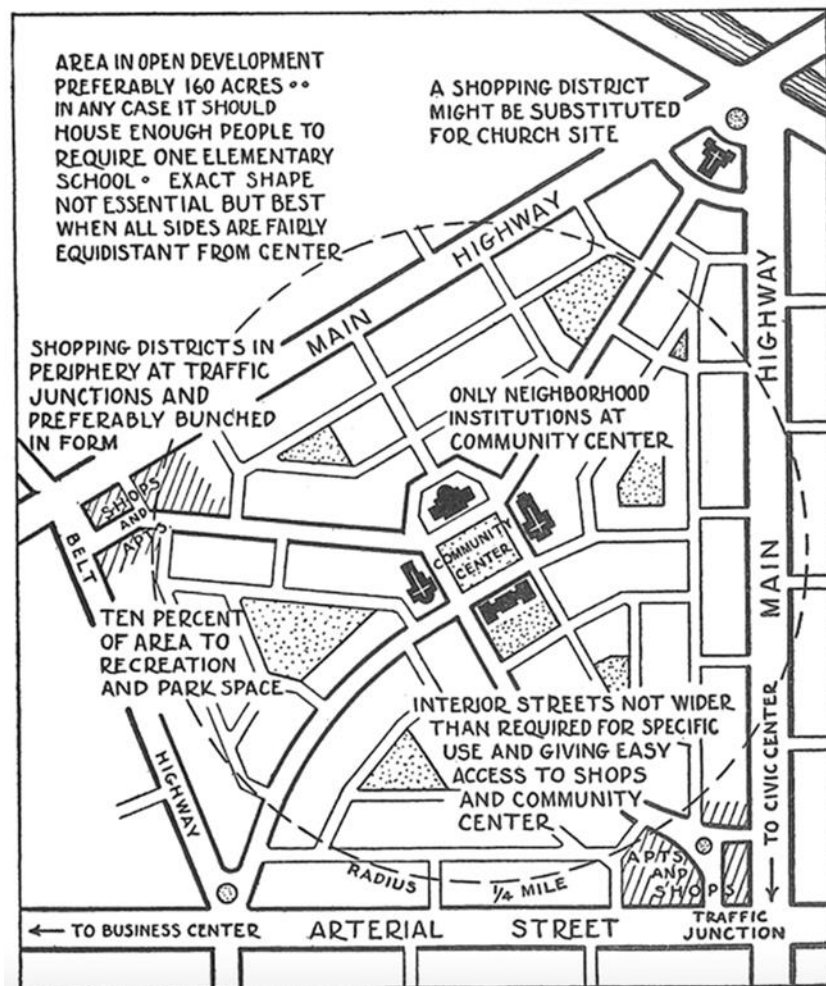 AREA IN OPEN DEVELOPMENT
PREFERABLY 160 ACRES ••
IN ANY CASE IT SHOULD
HOUSE ENOUGH PEOPLE TO
REQUIRE ONE ELEMENTARY
SCHOOL • EXACT SHAPE
NOT ESSENTIAL BUT BEST
WHEN ALL SIDES ARE FAIRLY
EQUIDISTANT FROM CENTER
A SHOPPING DISTRICT
MIGHT BE SUBSTITUTED
FOR CHURCH SITE
MAIN HIGHWAY
HIGHWAY
MAIN
SHOPPING DISTRICTS IN
PERIPHERY AT TRAFFIC
JUNCTIONS AND
PREFERABLY BUNCHED
IN FORM
ONLY NEIGHBORHOOD
INSTITUTIONS AT
COMMUNITY CENTER
SHOPS
AND
APTS.
BELT
HIGHWAY
COMMUNITY
CENTER
TEN PERCENT
OF AREA TO
RECREATION
AND PARK SPACE
INTERIOR STREETS NOT WIDER
THAN REQUIRED FOR SPECIFIC
USE AND GIVING EASY
ACCESS TO SHOPS
AND COMMUNITY
CENTER
TO CIVIC CENTER
APTS
AND
SHOPS
RADIUS 1/4 MILE
TO BUSINESS CENTER
ARTERIAL STREET
TRAFFIC
JUNCTION